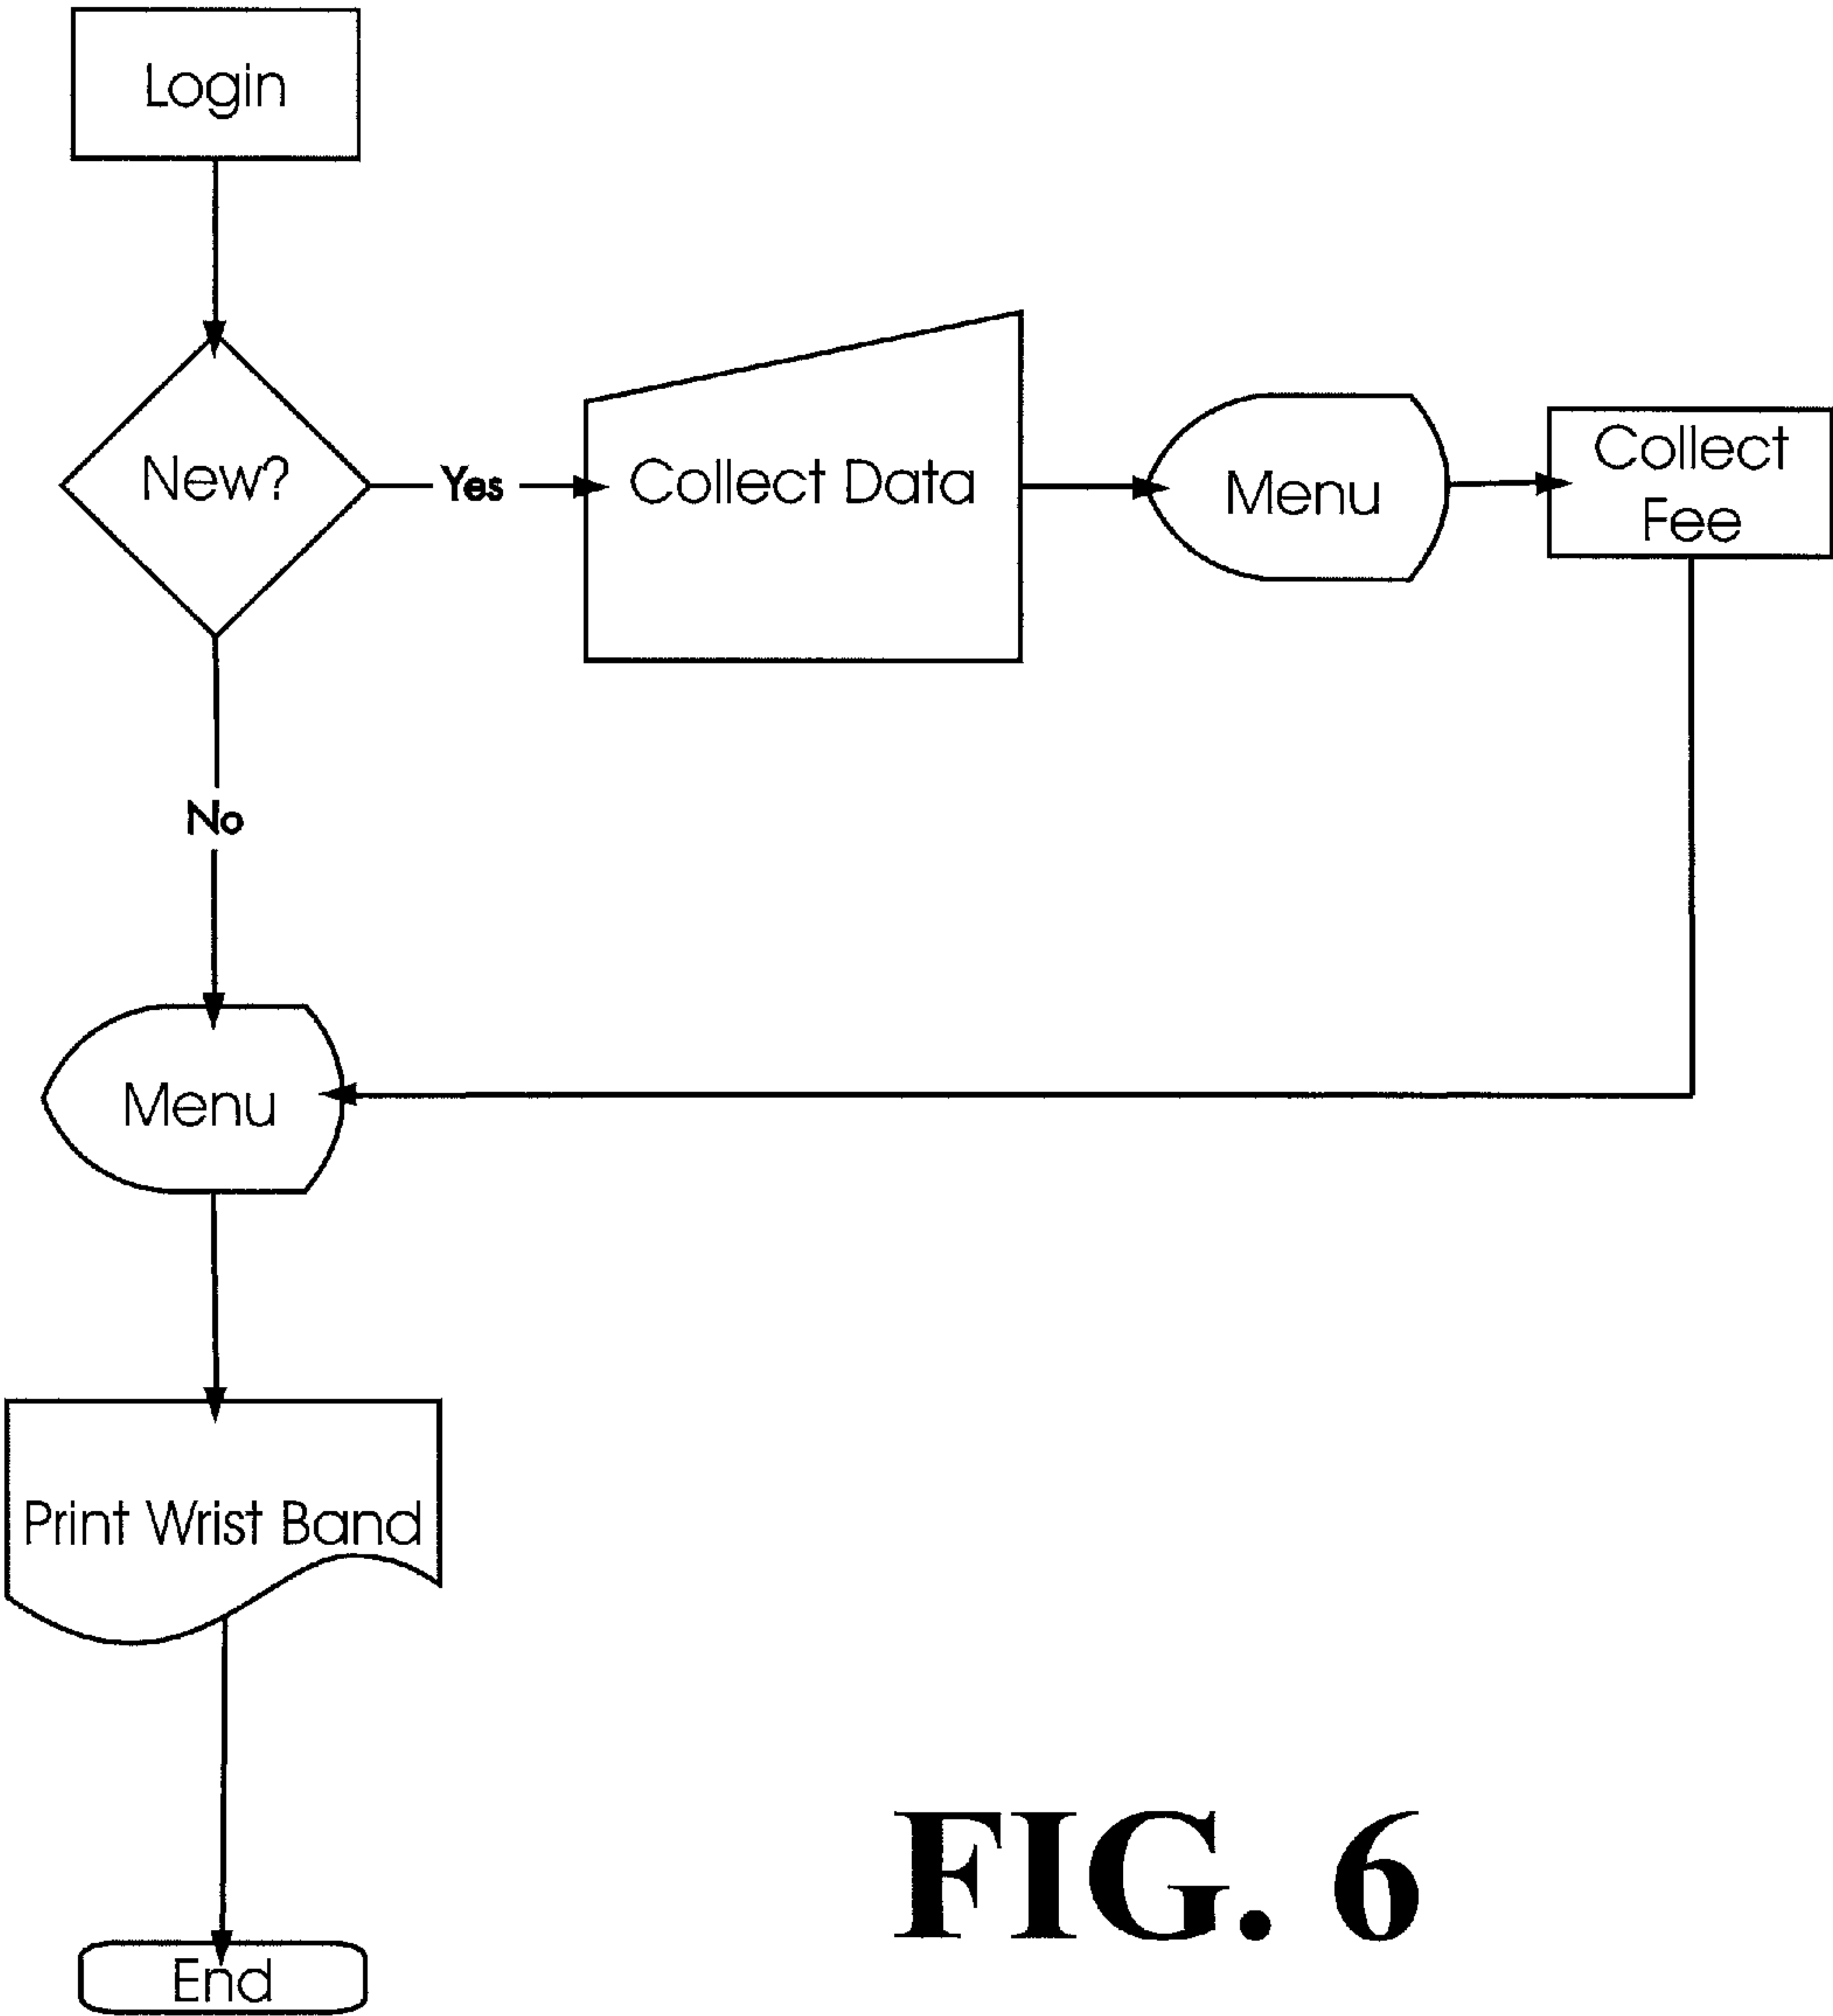 Login
New?
Yes
Collect Data
Menu
Collect
Fee
No
Menu
Print Wrist Band
End
FIG. 6